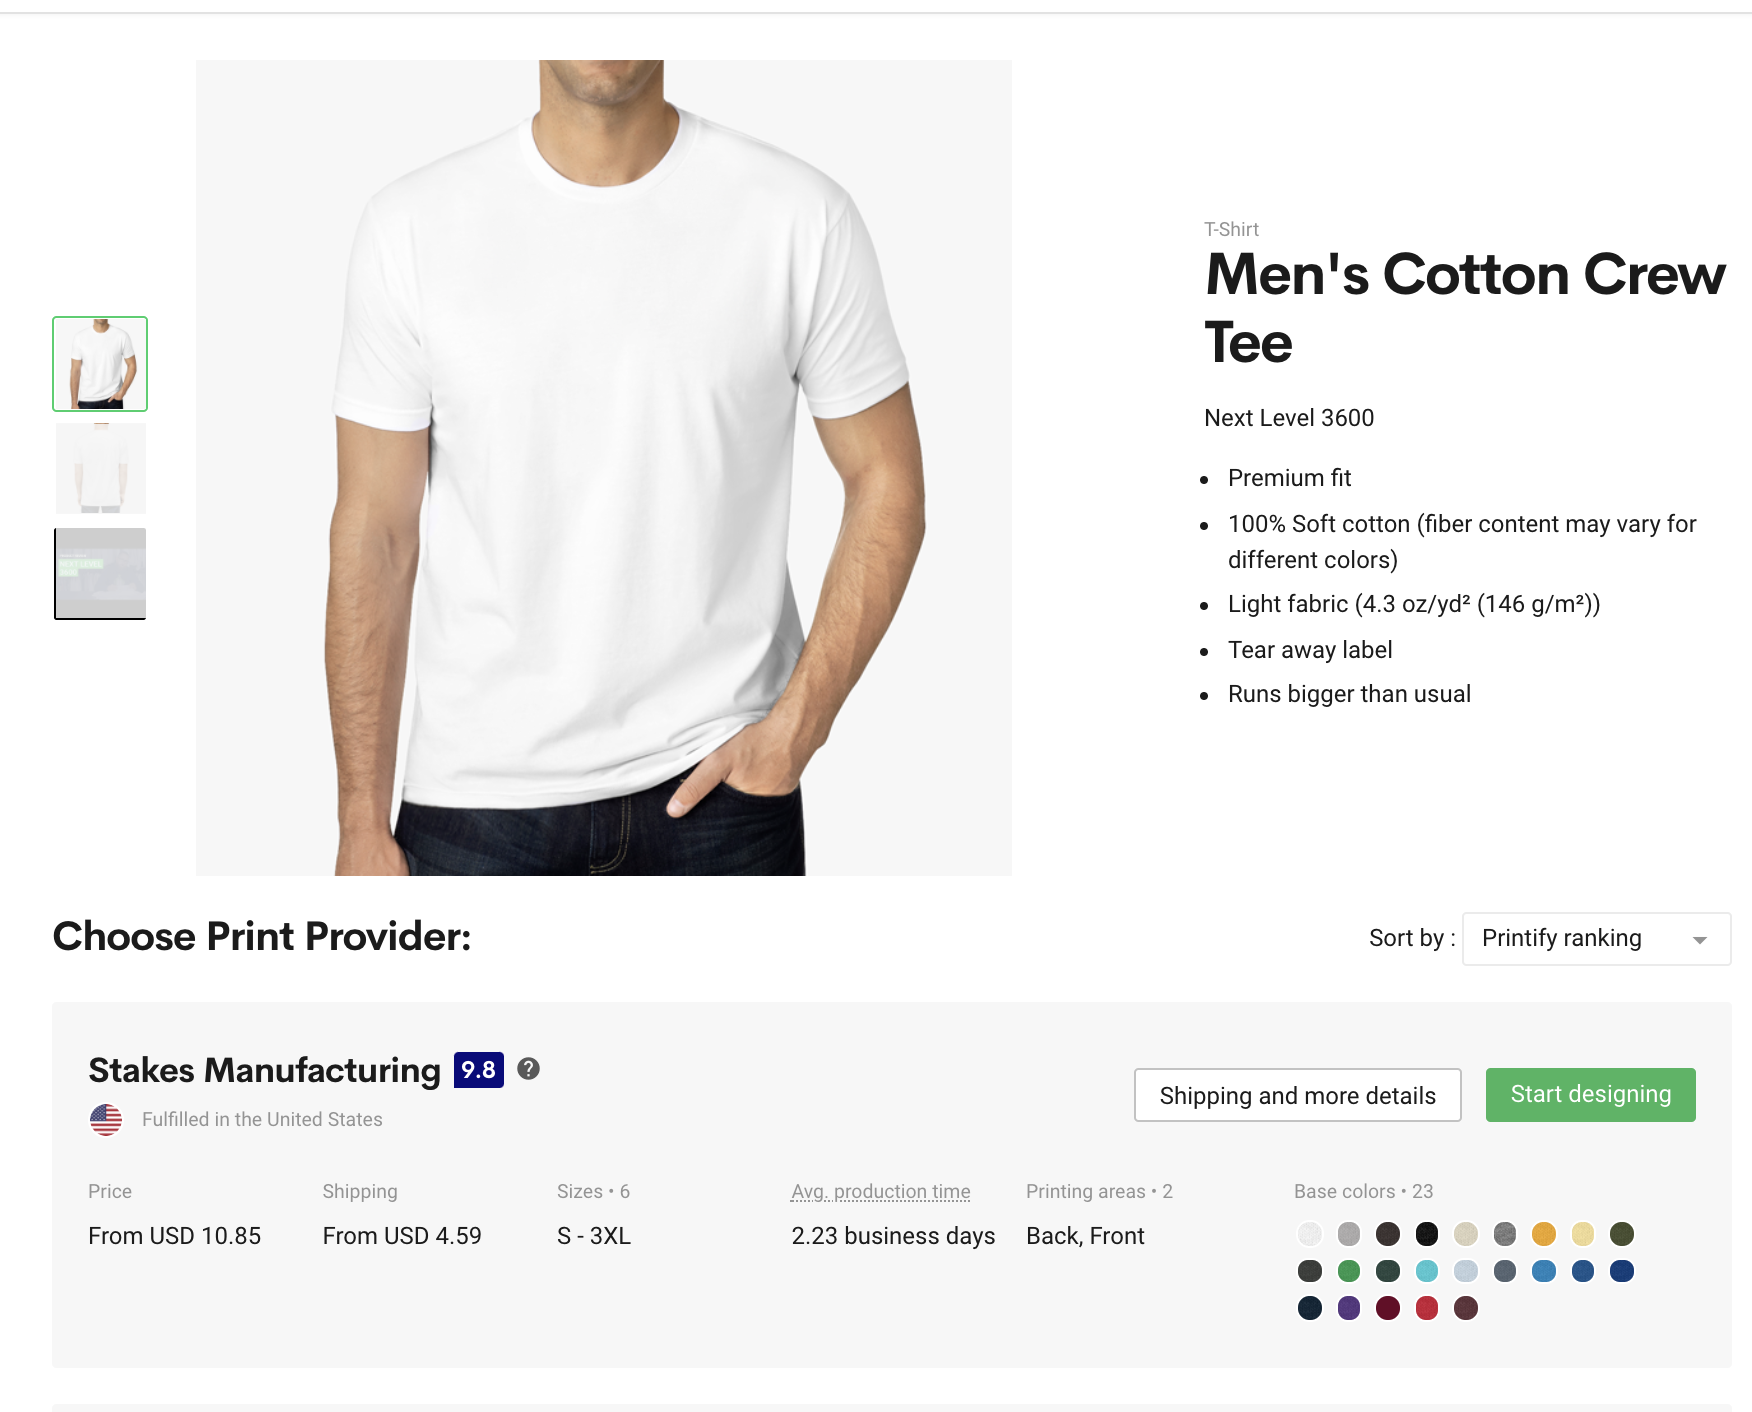 T-Shirt
Men's Cotton Crew
Tee
Next Level 3600
Premium fit
100% Soft cotton (fiber content may vary for
different colors)
Light fabric (4.3 oz/yd² (146 g/m²))
Tear away label
Runs bigger than usual
Choose Print Provider:
Sort by : Printify ranking
Stakes Manufacturing 9.8 ?
Fulfilled in the United States
Shipping and more details
Start designing
Price
From USD 10.85
Shipping
From USD 4.59
Sizes • 6
S - 3XL
Avg. production time
2.23 business days
Printing areas • 2
Back, Front
Base colors • 23